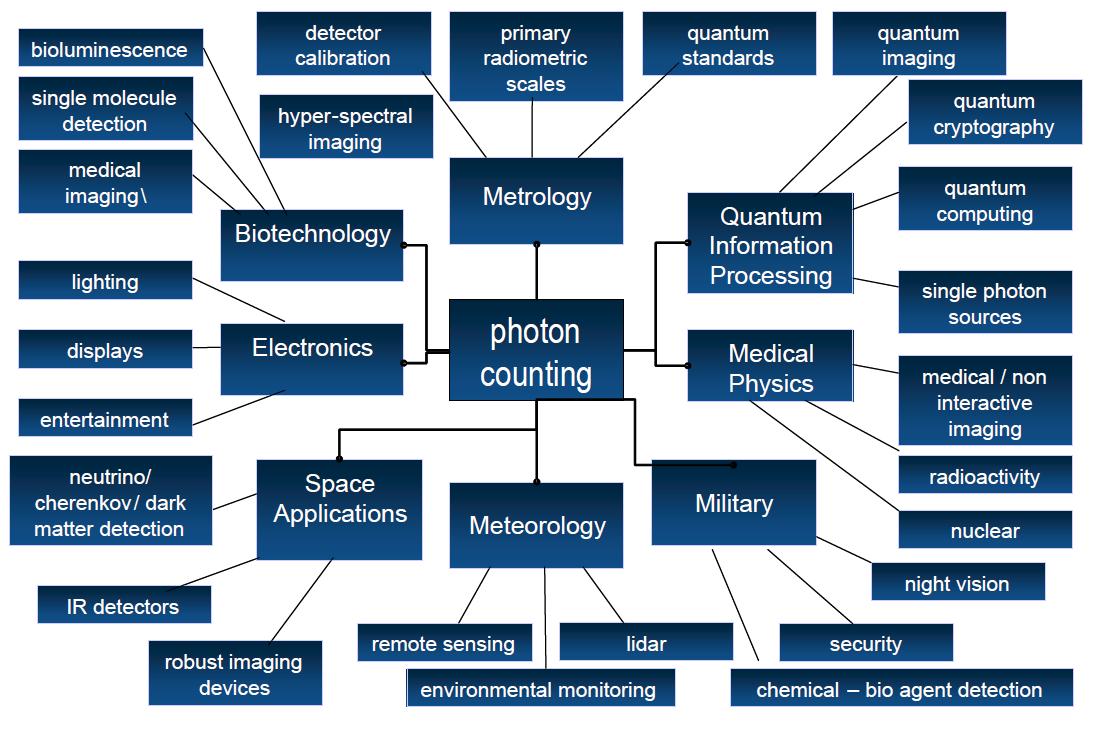 bioluminescence
detector
calibration
primary
radiometric
scales
quantum
standards
quantum
imaging
single molecule
detection
hyper-spectral
imaging
quantum
cryptography
medical
imaging\
Metrology
quantum
computing
Biotechnology
Quantum
Information
Processing
lighting
single photon
sources
displays
Electronics
photon
counting
Medical
Physics
medical / non
interactive
imaging
entertainment
radioactivity
neutrino/
cherenkov/ dark
matter detection
Space
Applications
Meteorology
Military
nuclear
night vision
IR detectors
remote sensing
lidar
security
robust imaging
devices
environmental monitoring
chemical – bio agent detection